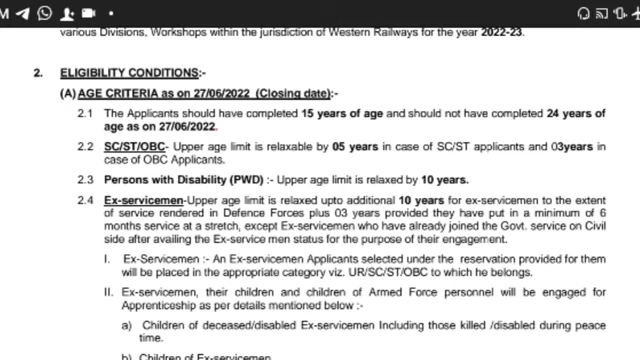 various Divisions, Workshops within the jurisdiction of Western Railways for the year 2022-23.
2. ELIGIBILITY CONDITIONS:-
(A) AGE CRITERIA as on 27/06/2022 (Closing date):-
2.1 The Applicants should have completed 15 years of age and should not have completed 24 years of
age as on 27/06/2022.
2.2 SC/ST/OBC- Upper age limit is relaxable by 05 years in case of SC/ST applicants and 03years in
case of OBC Applicants.
2.3 Persons with Disability (PWD) :- Upper age limit is relaxed by 10 years.
2.4 Ex-servicemen-Upper age limit is relaxed upto additional 10 years for ex-servicemen to the extent
of service rendered in Defence Forces plus 03 years provided they have put in a minimum of 6
months service at a stretch, except Ex-servicemen who have already joined the Govt. service on Civil
side after availing the Ex-service men status for the purpose of their engagement.
I. Ex-Servicemen :- An Ex-servicemen Applicants selected under the reservation provided for them
will be placed in the appropriate category viz. UR/SC/ST/OBC to which he belongs.
II. Ex-servicemen, their children and children of Armed Force personnel will be engaged for
Apprenticeship as per details mentioned below :-
a) Children of deceased/disabled Ex-servicemen Including those killed /disabled during peace
time.
b) Children of Ex-servicemen